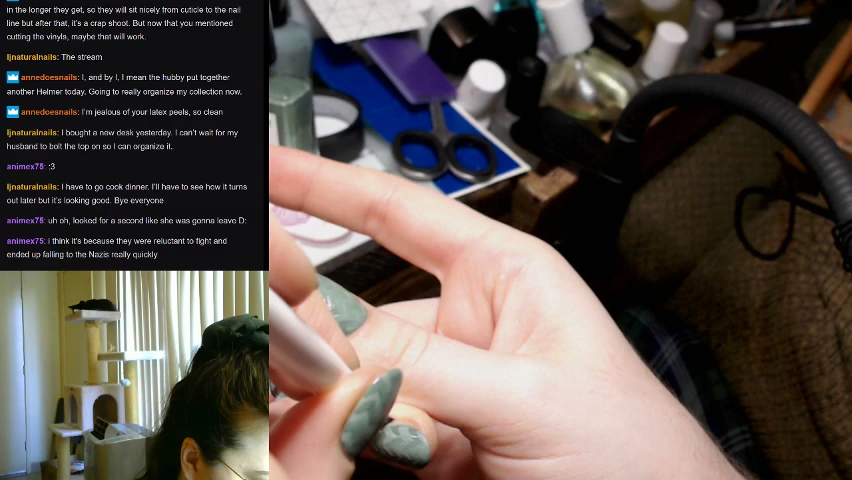 in the longer they get, so they will sit nicely from cuticle to the nail
line but after that, it's a crap shoot. But now that you mentioned
cutting the vinyls, maybe that will work.
ljnaturalnails: The stream
annedoesnails: I, and by I, I mean the hubby put together
another Helmer today. Going to really organize my collection now.
annedoesnails: I'm jealous of your latex peels, so clean
ljnaturalnails: I bought a new desk yesterday. I can't wait for my
husband to bolt the top on so I can organize it.
animex75: :3
ljnaturalnails: I have to go cook dinner. I'll have to see how it turns
out later but it's looking good. Bye everyone
animex75: uh oh, looked for a second like she was gonna leave D:
animex75: i think it's because they were reluctant to fight and
ended up falling to the Nazis really quickly